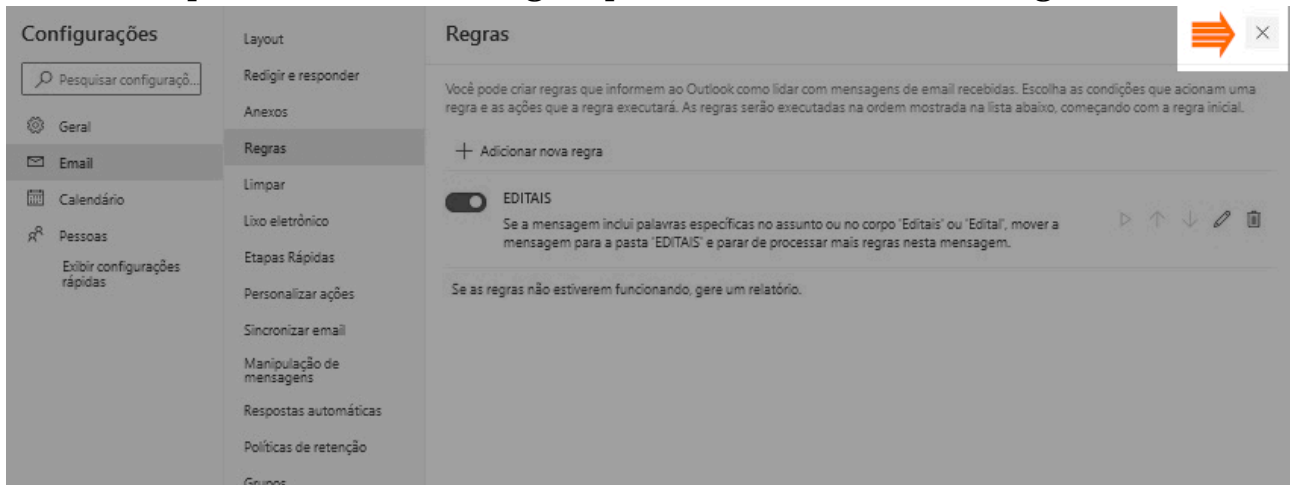 Configurações
Pesquisar configuraçõ...
Geral
Email
Calendário
Pessoas
Exibir configurações
rápidas
Layout
Redigir e responder
Anexos
Regras
Limpar
Lixo eletrônico
Etapas Rápidas
Personalizar ações
Sincronizar email
Manipulação de
mensagens
Respostas automáticas
Políticas de retenção
Grupos
Regras
Você pode criar regras que informem ao Outlook como lidar com mensagens de email recebidas. Escolha as condições que acionam uma
regra e as ações que a regra executará. As regras serão executadas na ordem mostrada na lista abaixo, começando com a regra inicial.
Adicionar nova regra
EDITAIS
Se a mensagem inclui palavras específicas no assunto ou no corpo 'Editais' ou 'Edital', mover a
mensagem para a pasta 'EDITAIS' e parar de processar mais regras nesta mensagem.
Se as regras não estiverem funcionando, gere um relatório.